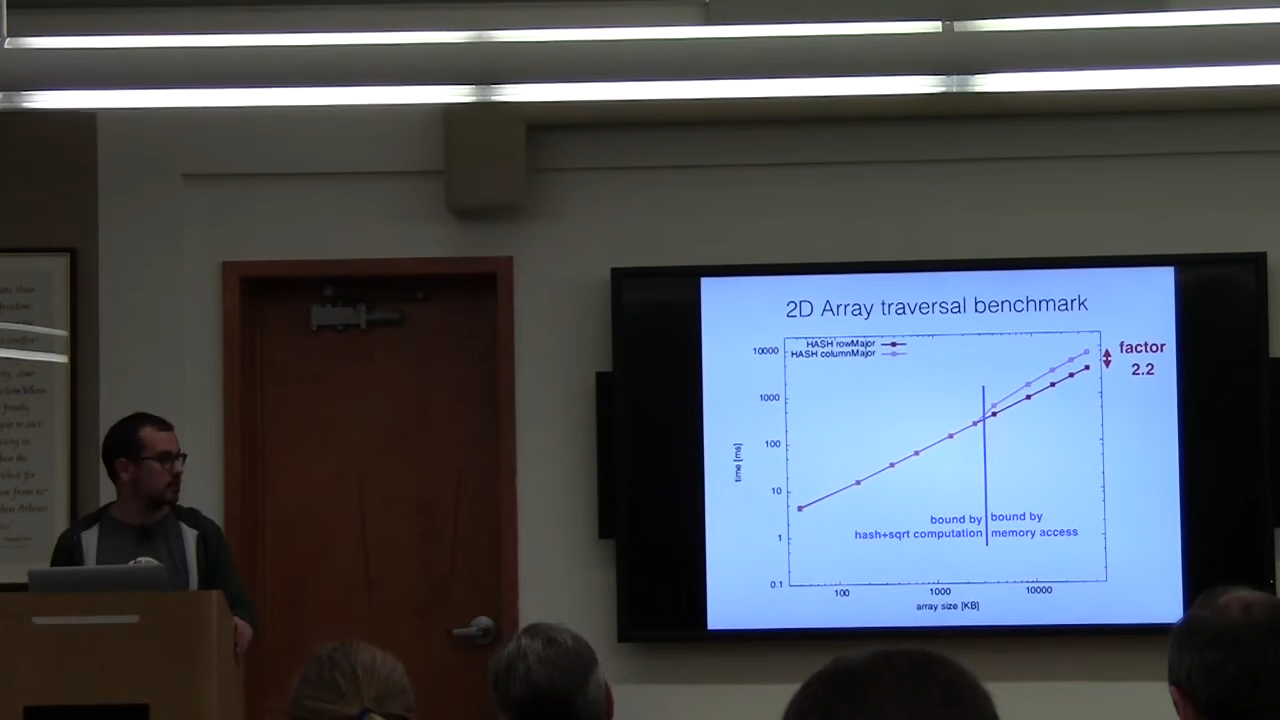 2D Array traversal benchmark
HASH rowMajor
HASH columnMajor
factor
2.2
10000
1000
100
10
1
0.1
time [ms]
bound by
hash+sqrt computation
bound by
memory access
100
1000
10000
array size [KB]